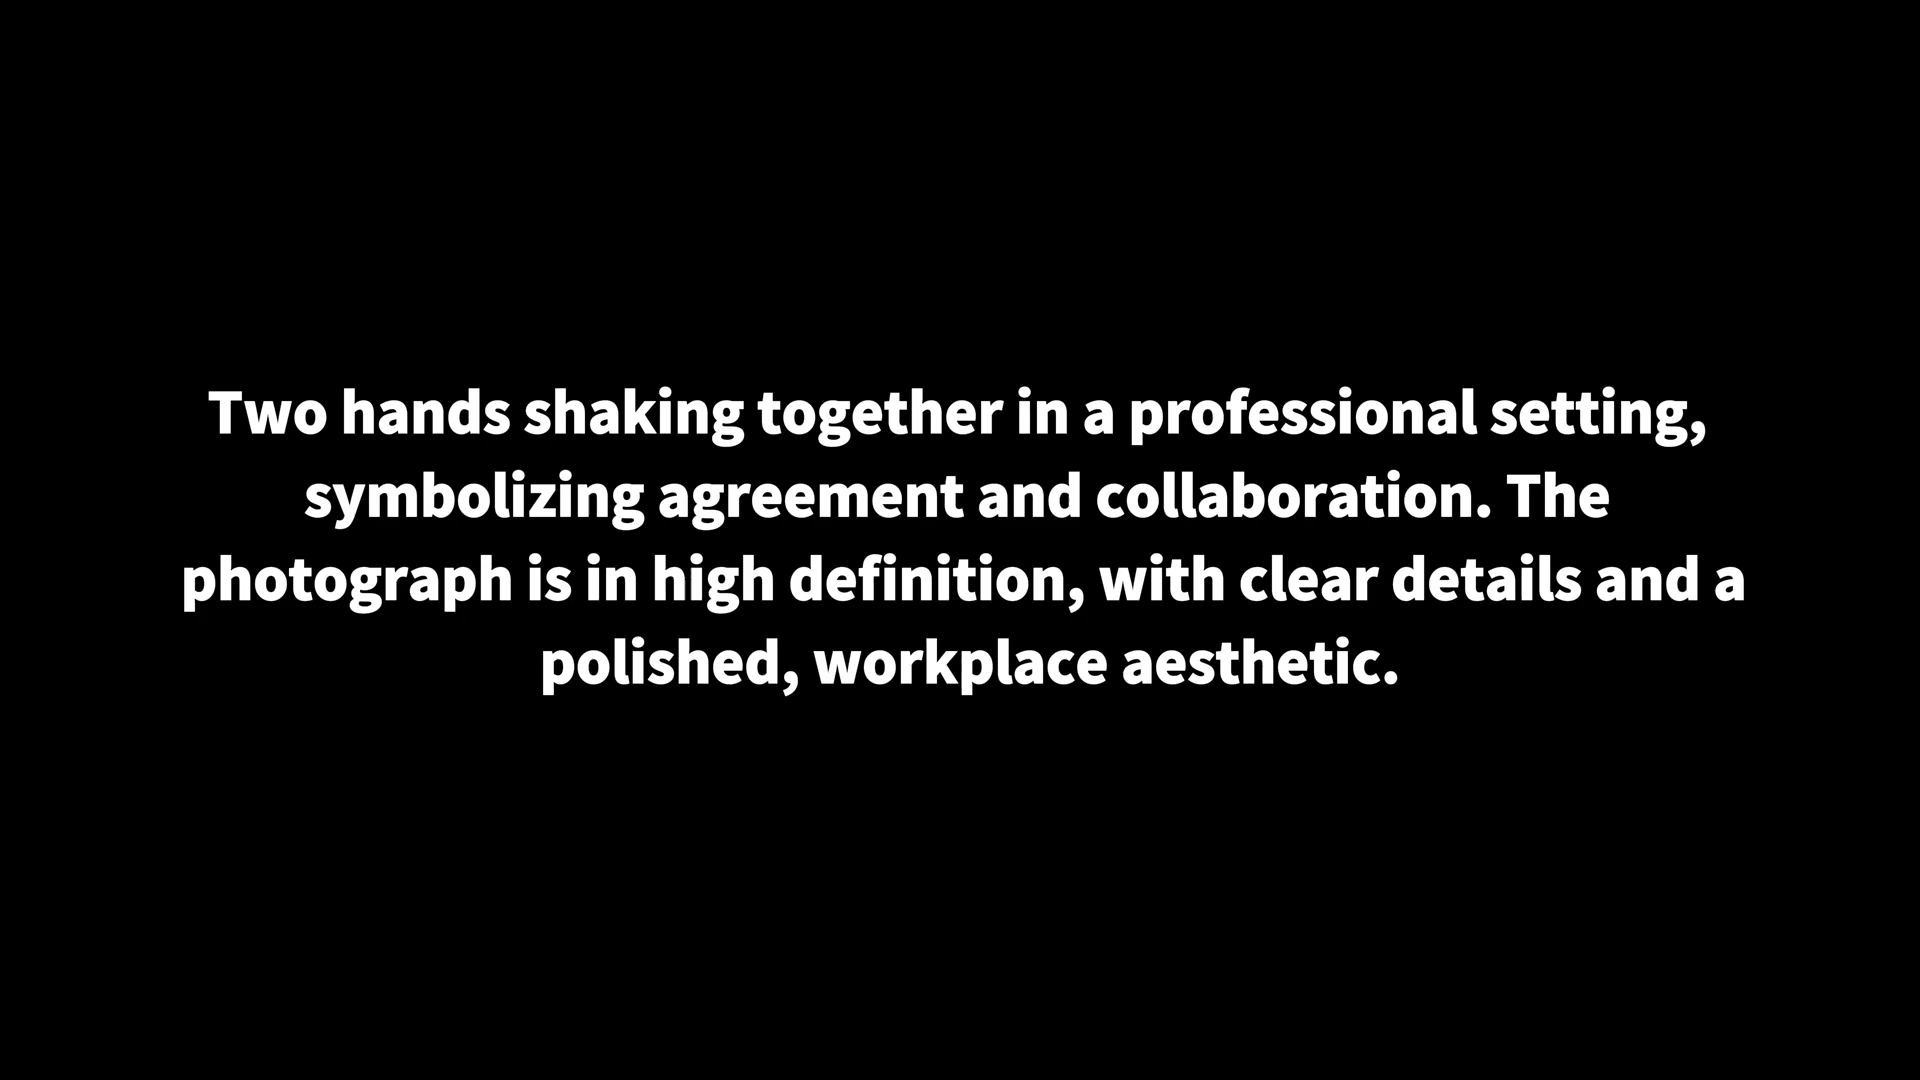 Two hands shaking together in a professional setting,
symbolizing agreement and collaboration. The
photograph is in high definition, with clear details and a
polished, workplace aesthetic.